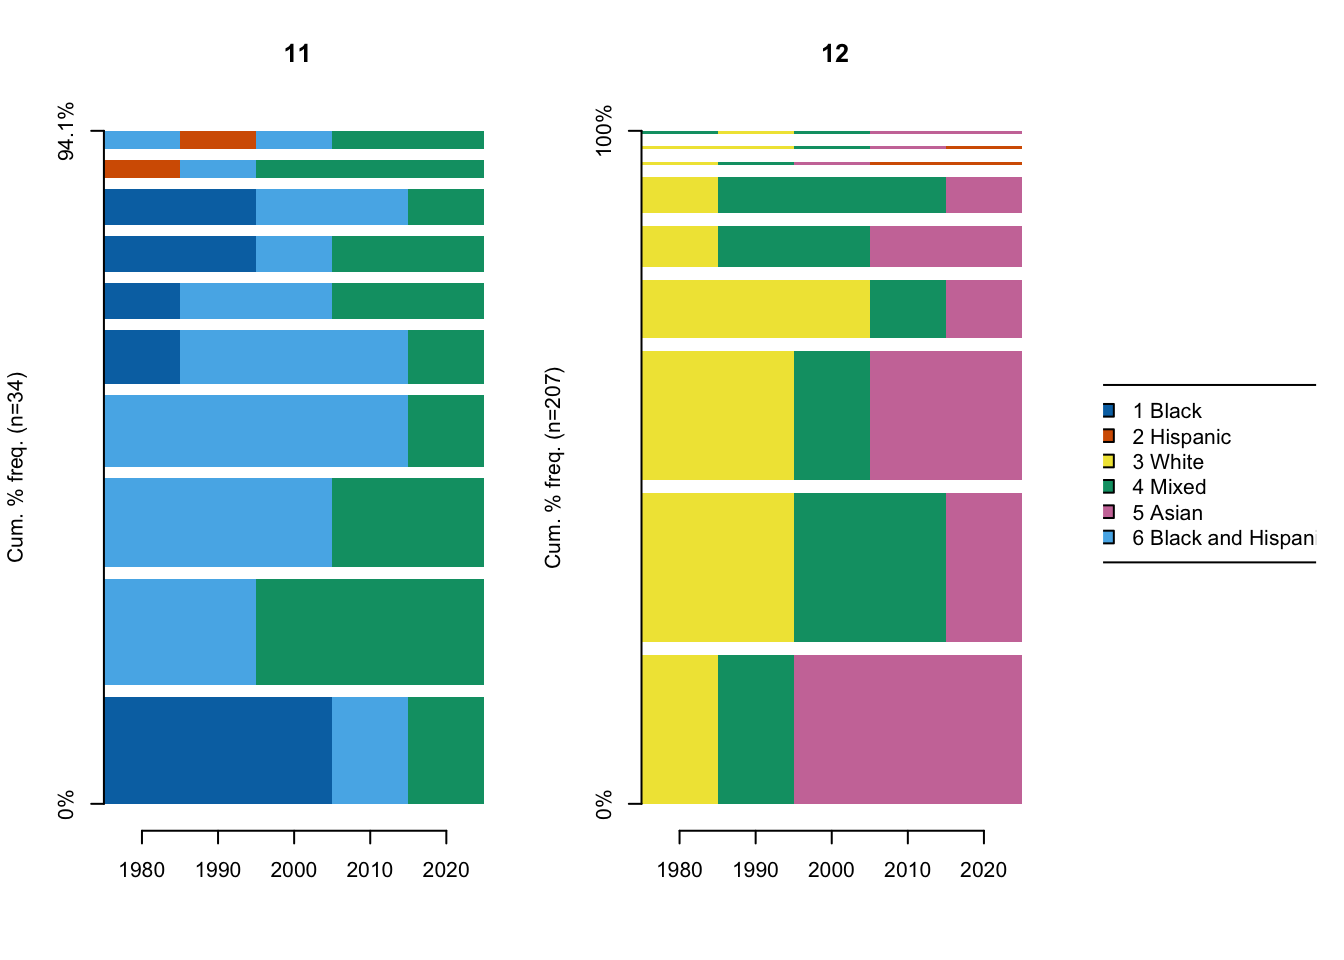 11
12
94.1%
0%
Cum. % freq. (n=34)
1980 1990 2000 2010 2020
100%
0%
Cum. % freq. (n=207)
1980 1990 2000 2010 2020
1 Black
2 Hispanic
3 White
4 Mixed
5 Asian
6 Black and Hispani